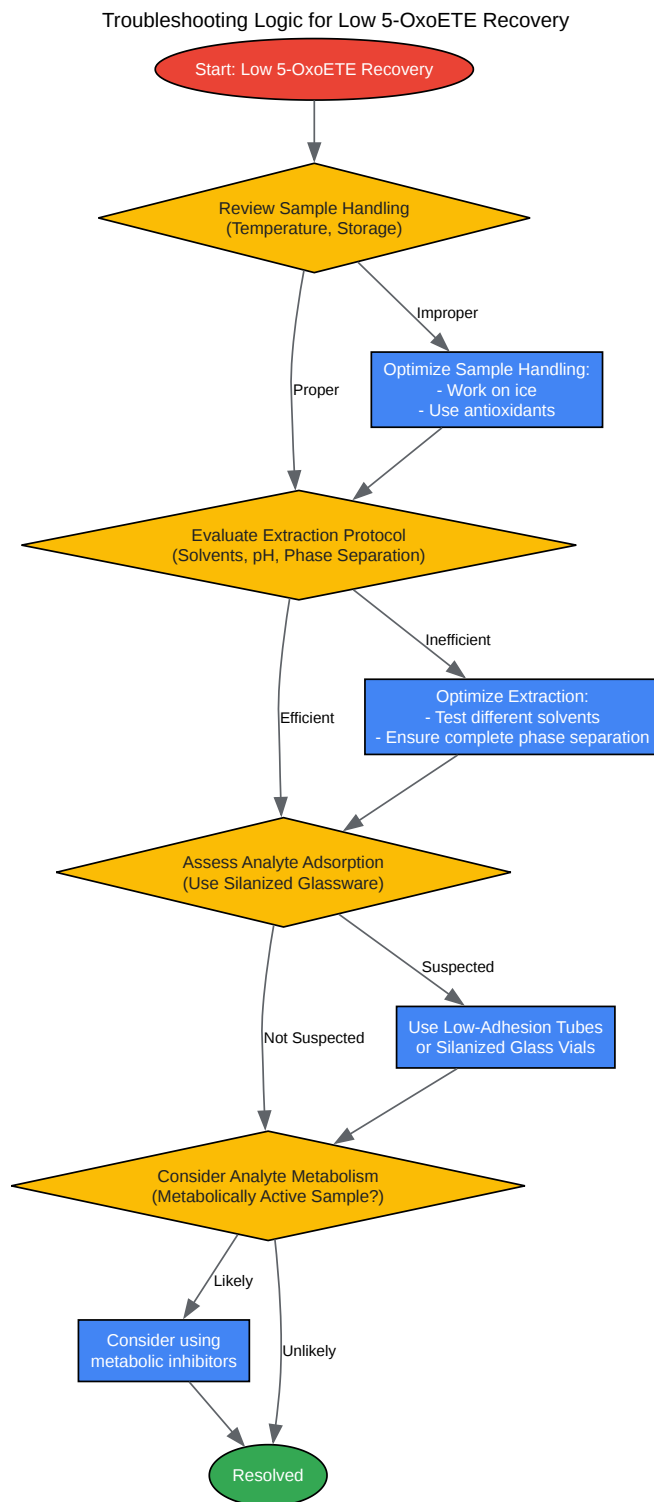 Troubleshooting Logic for Low 5-OxoETE Recovery
Start: Low 5-OxoETE Recovery
Review Sample Handling
(Temperature, Storage)
Improper
Optimize Sample Handling:
- Work on ice
- Use antioxidants
Proper
Evaluate Extraction Protocol
(Solvents, pH, Phase Separation)
Inefficient
Optimize Extraction:
- Test different solvents
- Ensure complete phase separation
Efficient
Assess Analyte Adsorption
(Use Silanized Glassware)
Suspected
Use Low-Adhesion Tubes
or Silanized Glass Vials
Not Suspected
Consider Analyte Metabolism
(Metabolically Active Sample?)
Likely
Consider using
metabolic inhibitors
Unlikely
Resolved